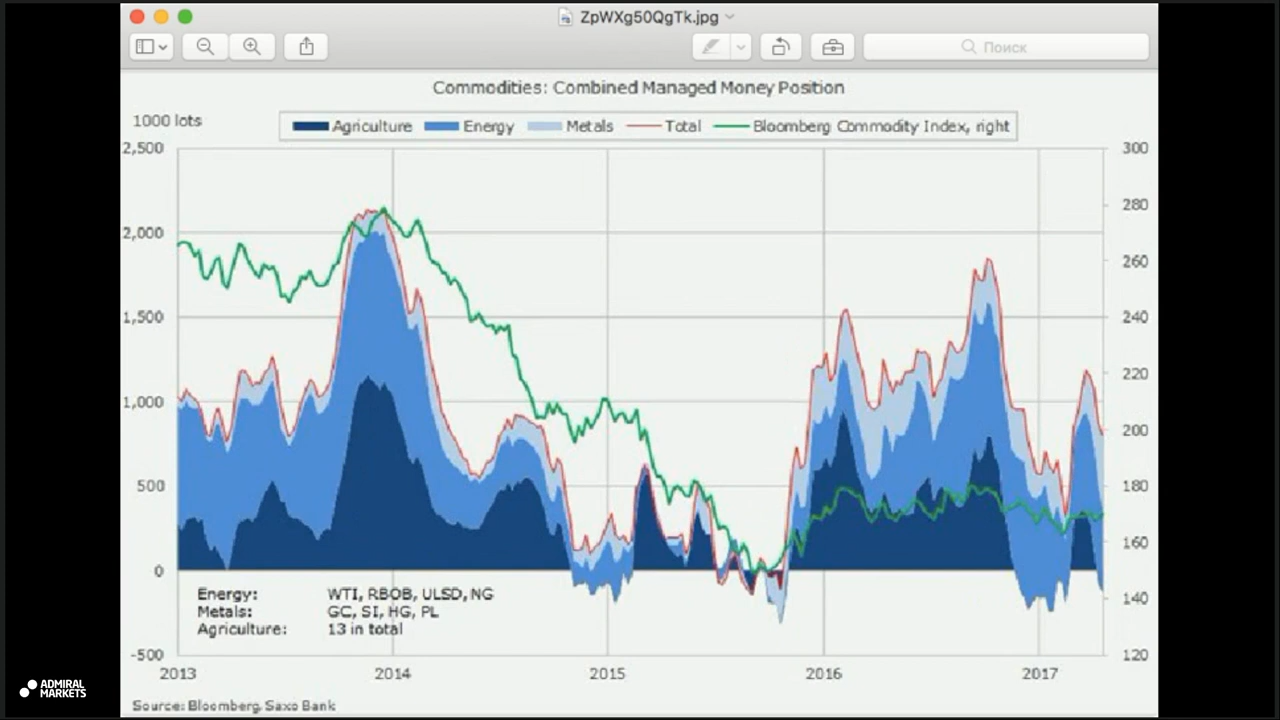 ZpWXg50QgTk.jpg
Поиск
Commodities: Combined Managed Money Position
1000 lots
Agriculture Energy Metals Total Bloomberg Commodity Index, right
2,500 300
280
2,000
260
1,500 240
220
1,000
200
500 180
160
0
140
Energy: WTI, RBOB, ULSD, NG
Metals: GC, SI, HG, PL
Agriculture: 13 in total
-500 120
2013 2014 2015 2016 2017
Source: Bloomberg, Saxo Bank
ADMIRAL
MARKETS